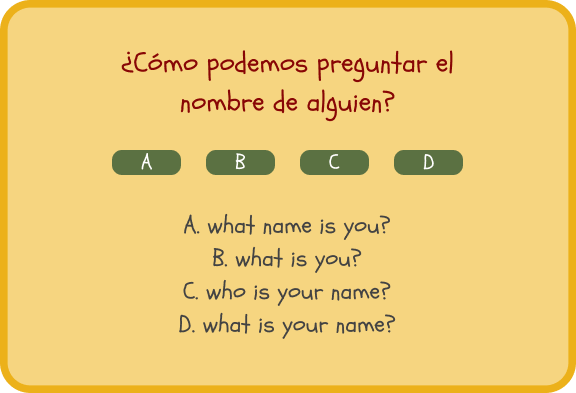 ¿Cómo podemos preguntar el
nombre de alguien?
A B C D
A. what name is you?
B. what is you?
C. who is your name?
D. what is your name?